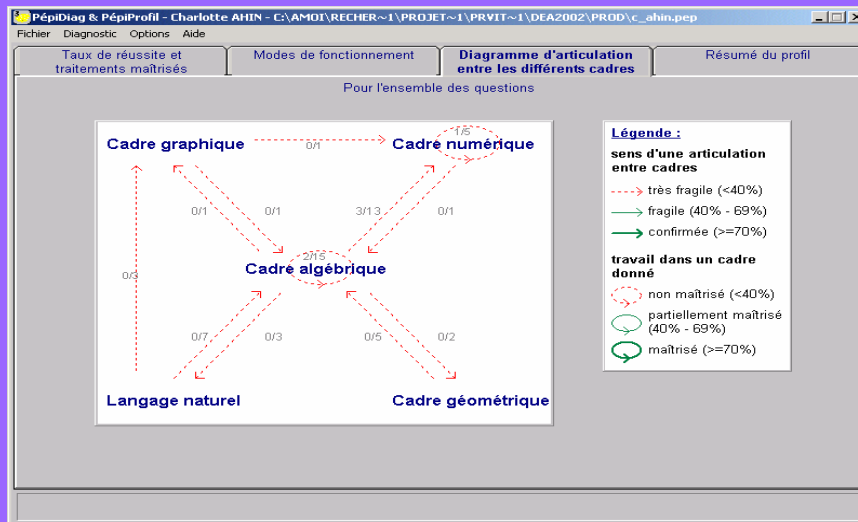 PépiDiag & PépiProfil - Charlotte AHIN - C:\AMOI\RECHER~1\PROJET~1\PRVIT~1\DEA2002\PROD\c_ahin.pep
Fichier Diagnostic Options Aide
Taux de réussite et
traitements maîtrisés
Modes de fonctionnement
Diagramme d'articulation
entre les différents cadres
Résumé du profil
Pour l'ensemble des questions
Cadre graphique
0/1
1/5
Cadre numérique
0/1
0/1
3/13
0/1
2/15
Cadre algébrique
0/3
0/7
0/3
0/5
0/2
Langage naturel
Cadre géométrique
Légende :
sens d'une articulation
entre cadres
très fragile (<40%)
fragile (40% - 69%)
confirmée (>=70%)
travail dans un cadre
donné
non maîtrisé (<40%)
partiellement maîtrisé
(40% - 69%)
maîtrisé (>=70%)